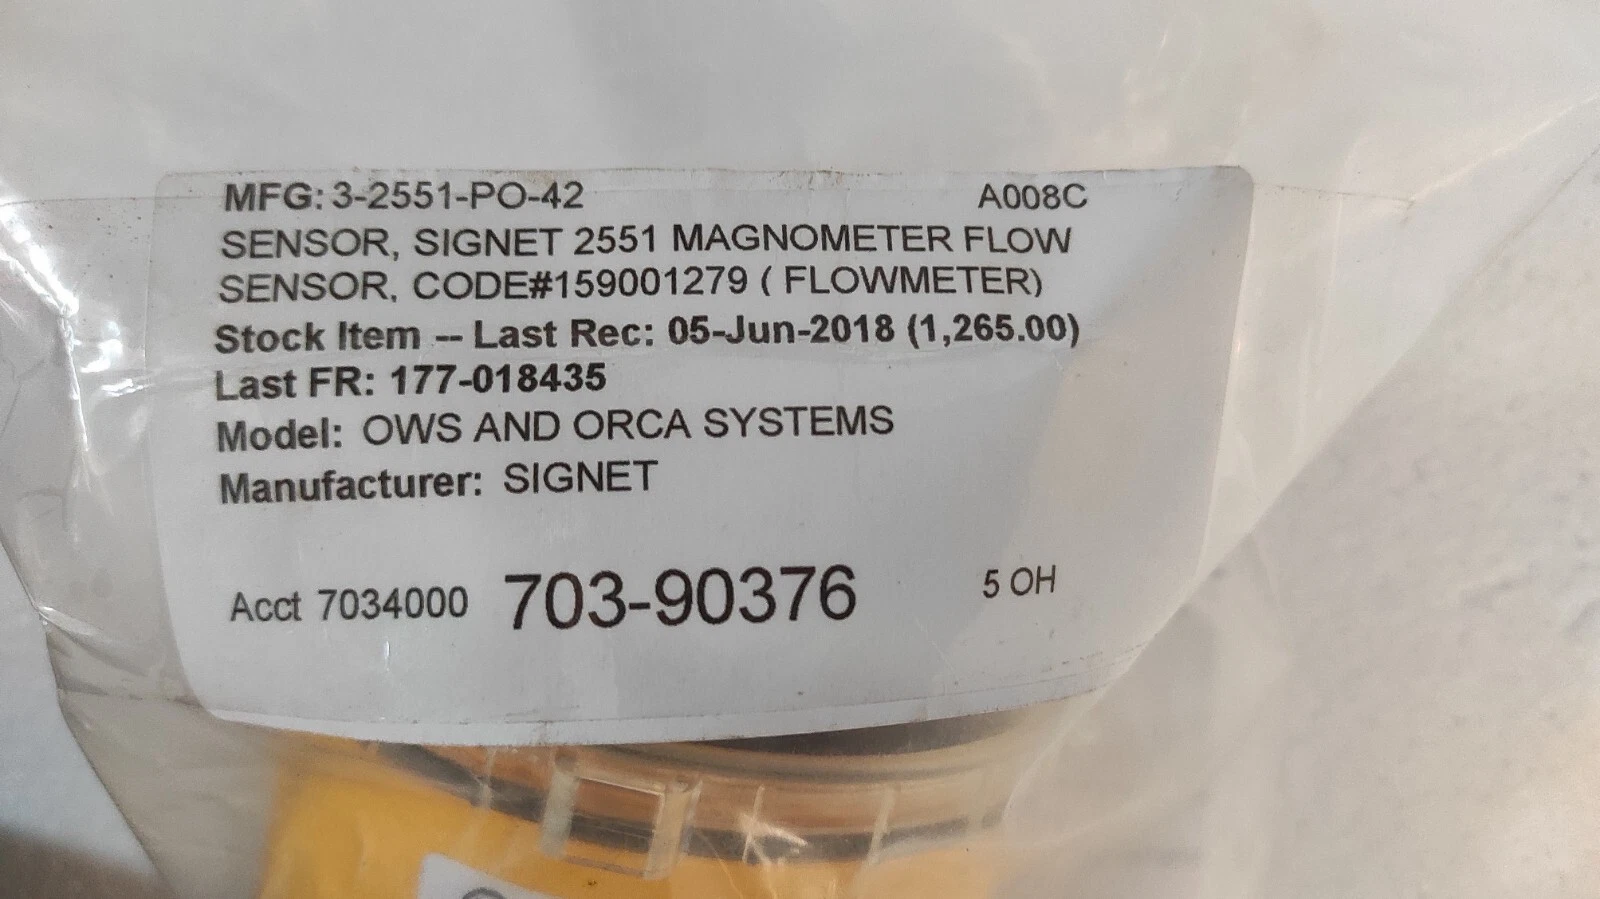 MFG: 3-2551-PO-42 A008C
SENSOR, SIGNET 2551 MAGNOMETER FLOW
SENSOR, CODE#159001279 ( FLOWMETER)
Stock Item -- Last Rec: 05-Jun-2018 (1,265.00)
Last FR: 177-018435
Model: OWS AND ORCA SYSTEMS
Manufacturer: SIGNET
Acct 7034000 703-90376 5 OH